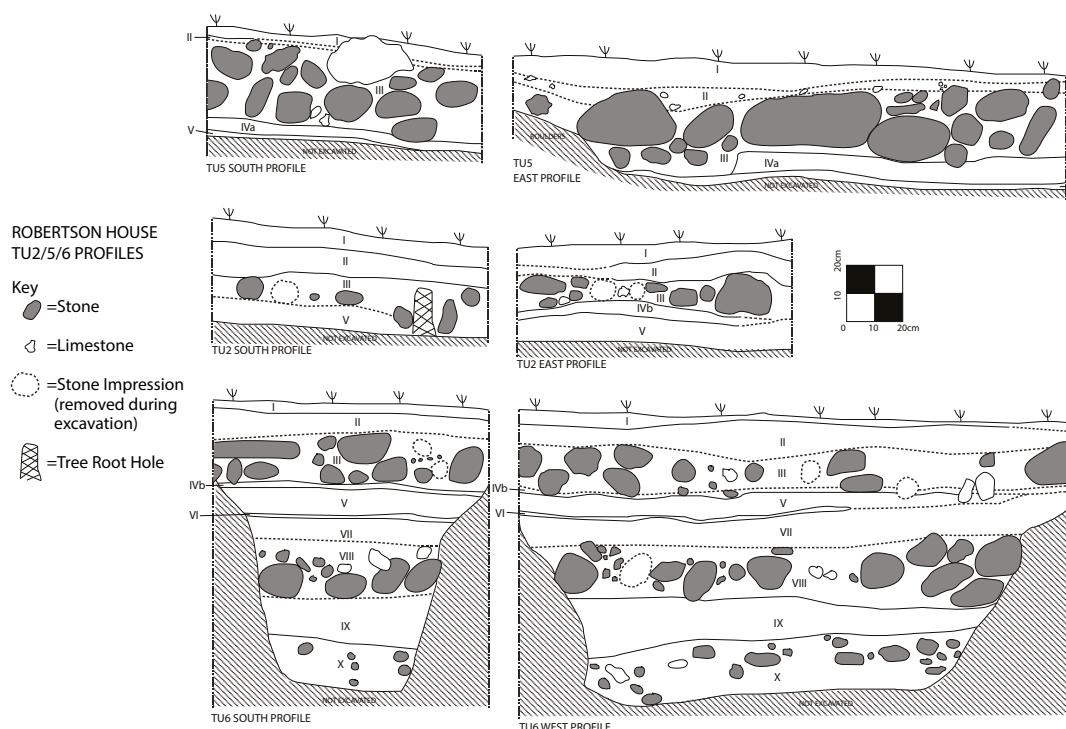 II
I
III
IVa
V
NOT EXCAVATED
TU5 SOUTH PROFILE
I
II
BOULDERS
III
IVa
NOT EXCAVATED
TU5
EAST PROFILE
ROBERTSON HOUSE
TU2/5/6 PROFILES
Key
=Stone
=Limestone
=Stone Impression
(removed during
excavation)
=Tree Root Hole
I
II
III
V
NOT EXCAVATED
TU2 SOUTH PROFILE
I
II
III
IVb
V
NOT EXCAVATED
TU2 EAST PROFILE
20cm
10
0
10
20cm
I
II
III
IVb
V
VI
VII
VIII
IX
X
NOT EXCAVATED
TU6 SOUTH PROFILE
I
II
III
IVb
V
VI
VII
VIII
IX
X
NOT EXCAVATED
TU6 WEST PROFILE